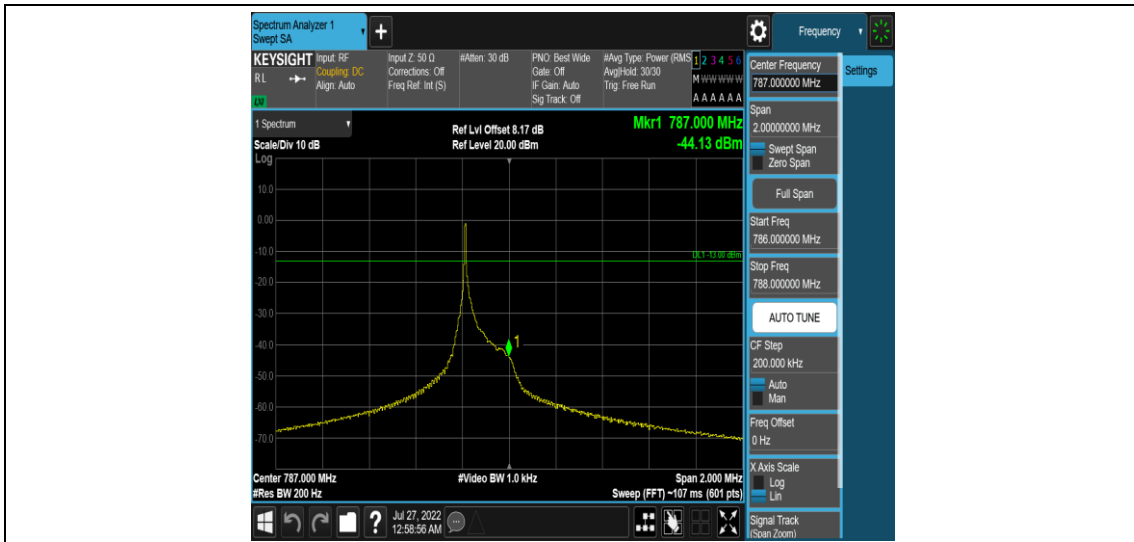 Spectrum Analyzer 1
Swept SA
+
Frequency
KEYSIGHT
RL
LM
Input: RF
Coupling: DC
Align: Auto
Input Z: 50 Ω
Corrections: Off
Freq Ref: Int (S)
#Atten: 30 dB
PNO: Best Wide
Gate: Off
IF Gain: Auto
Sig Track: Off
#Avg Type: Power (RMS
Avg|Hold: 30/30
Trig: Free Run
1 2 3 4 5 6
M W W W W W
A A A A A A
1 Spectrum
Scale/Div 10 dB
Log
Ref Lvl Offset 8.17 dB
Ref Level 20.00 dBm
Mkr1 787.000 MHz
-44.13 dBm
10.0
0.00
-10.0
DL1 -13.00 dBm
-20.0
-30.0
-40.0
1
-50.0
-60.0
-70.0
Center 787.000 MHz
#Res BW 200 Hz
#Video BW 1.0 kHz
Span 2.000 MHz
Sweep (FFT) ~107 ms (601 pts)
Center Frequency
787.000000 MHz
Settings
Span
2.00000000 MHz
Swept Span
Zero Span
Full Span
Start Freq
786.000000 MHz
Stop Freq
788.000000 MHz
AUTO TUNE
CF Step
200.000 kHz
Auto
Man
Freq Offset
0 Hz
X Axis Scale
Log
Lin
Signal Track
(Span Zoom)
?
Jul 27, 2022
12:58:56 AM